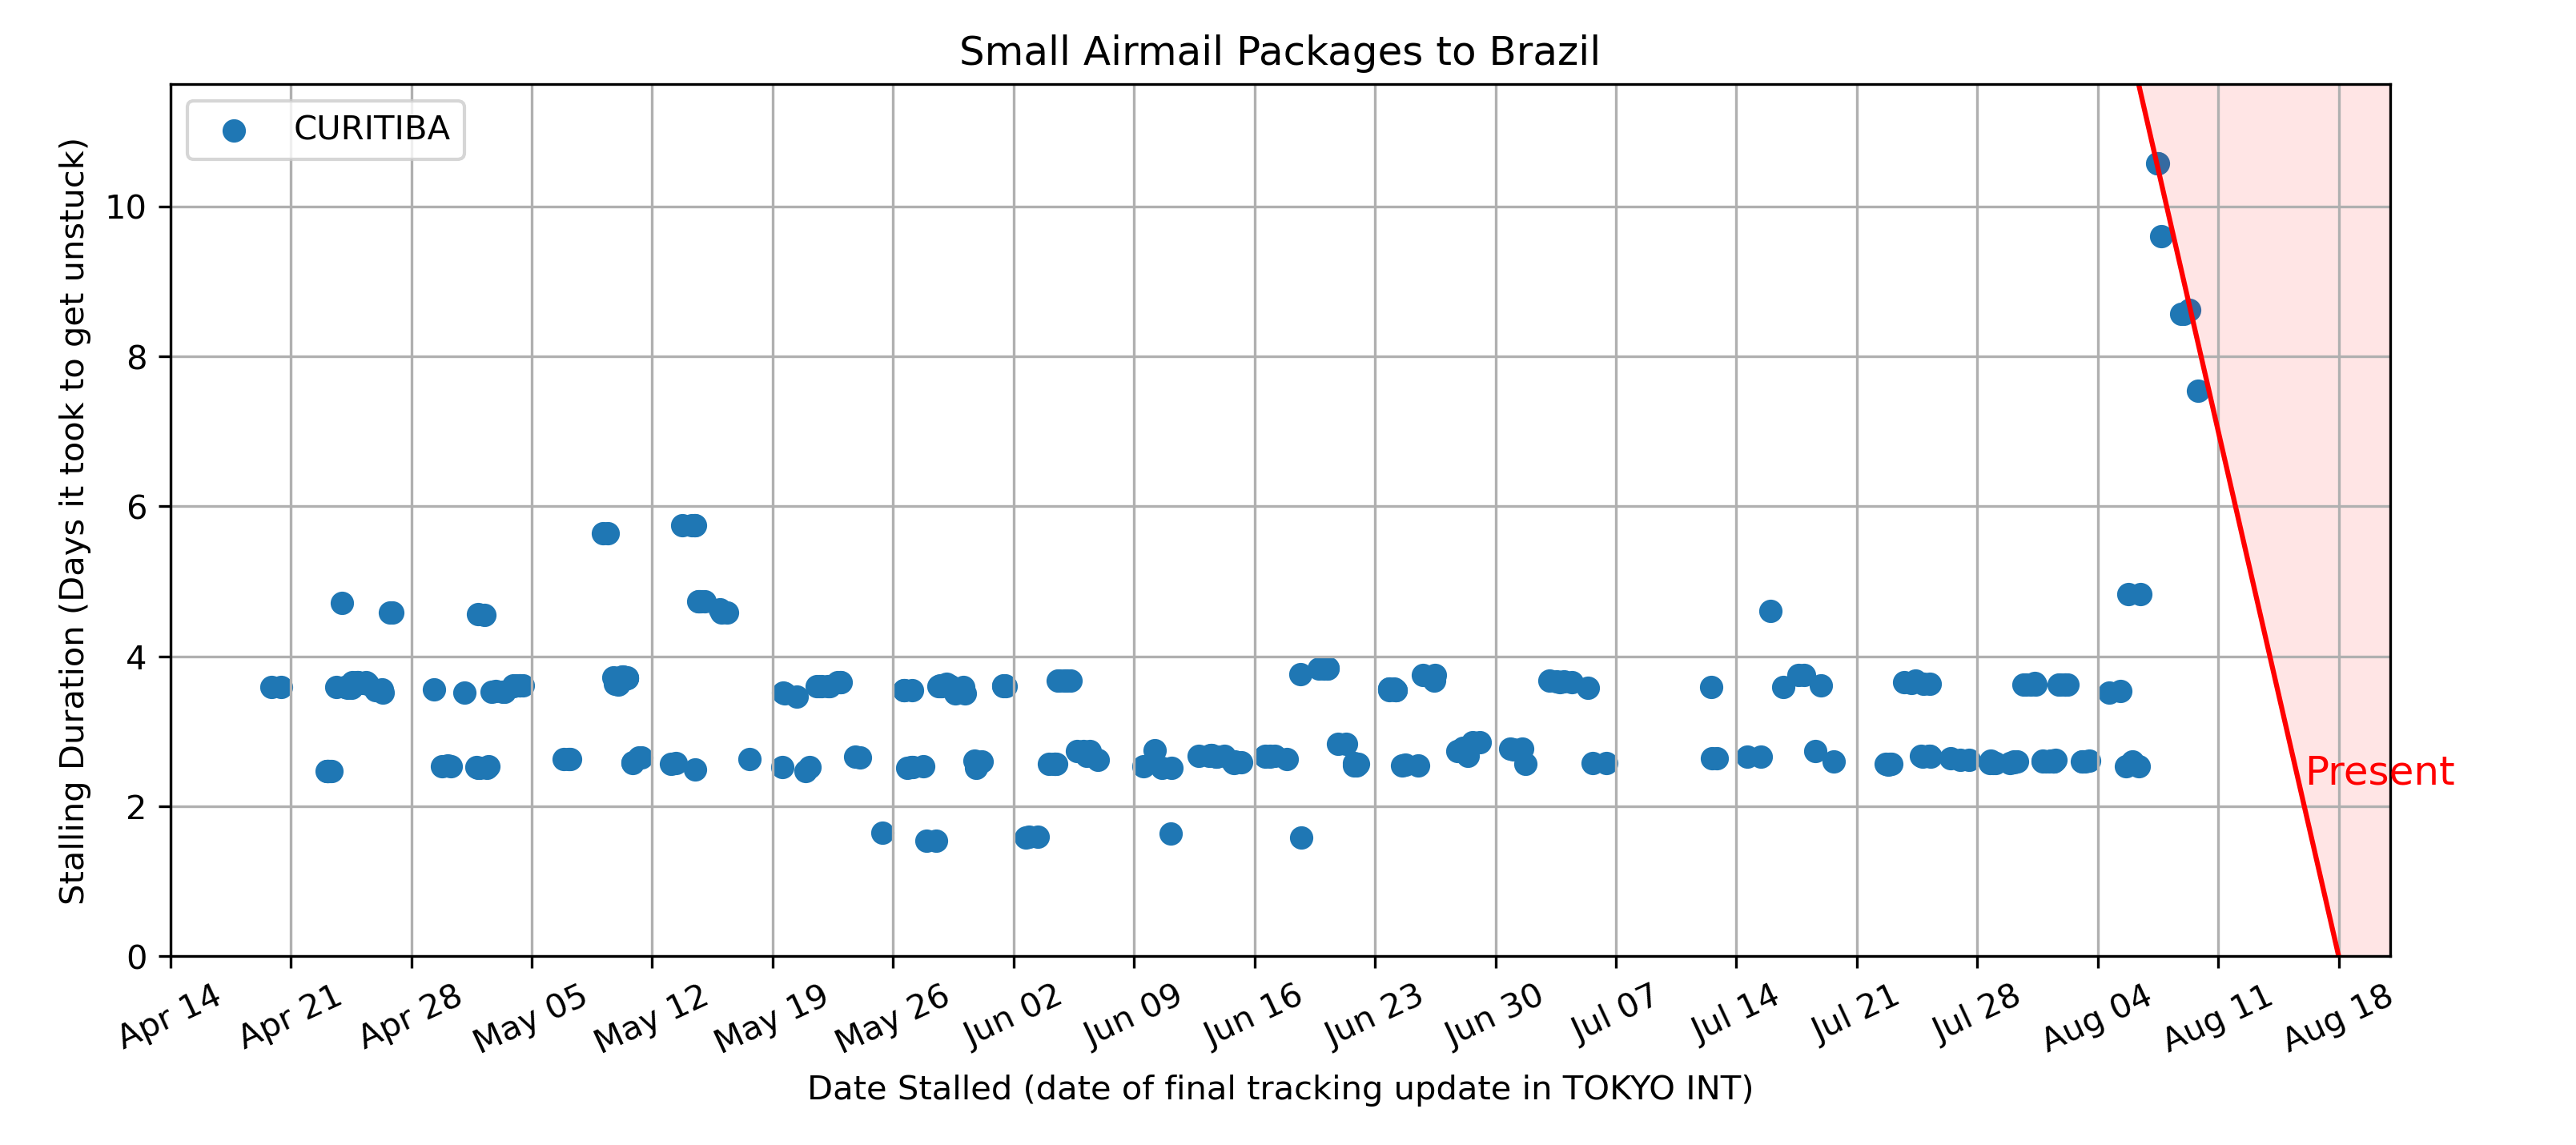 Small Airmail Packages to Brazil
CURITIBA
Stalling Duration (Days it took to get unstuck)
10
8
6
4
2
0
Present
Apr 14
Apr 21
Apr 28
May 05
May 12
May 19
May 26
Jun 02
Jun 09
Jun 16
Jun 23
Jun 30
Jul 07
Jul 14
Jul 21
Jul 28
Aug 04
Aug 11
Aug 18
Date Stalled (date of final tracking update in TOKYO INT)